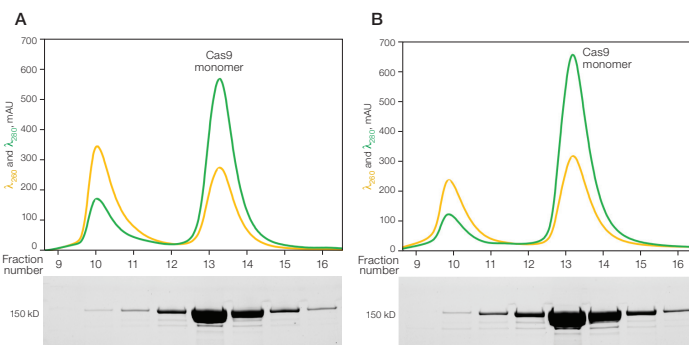 A
700
600
500
400
300
200
100
0
λ260 and λ280, mAU
Cas9
monomer
Fraction
number
9 10 11 12 13 14 15 16
150 kD
B
700
600
500
400
300
200
100
0
λ260 and λ280, mAU
Cas9
monomer
Fraction
number
9 10 11 12 13 14 15 16
150 kD